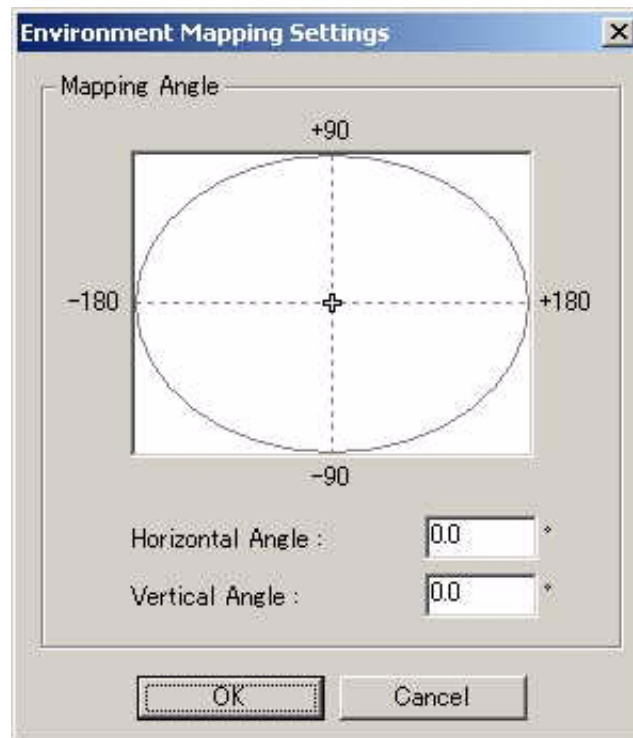 Environment Mapping Settings
Mapping Angle
+90
-180
+180
-90
Horizontal Angle : 0.0 °
Vertical Angle : 0.0 °
OK
Cancel